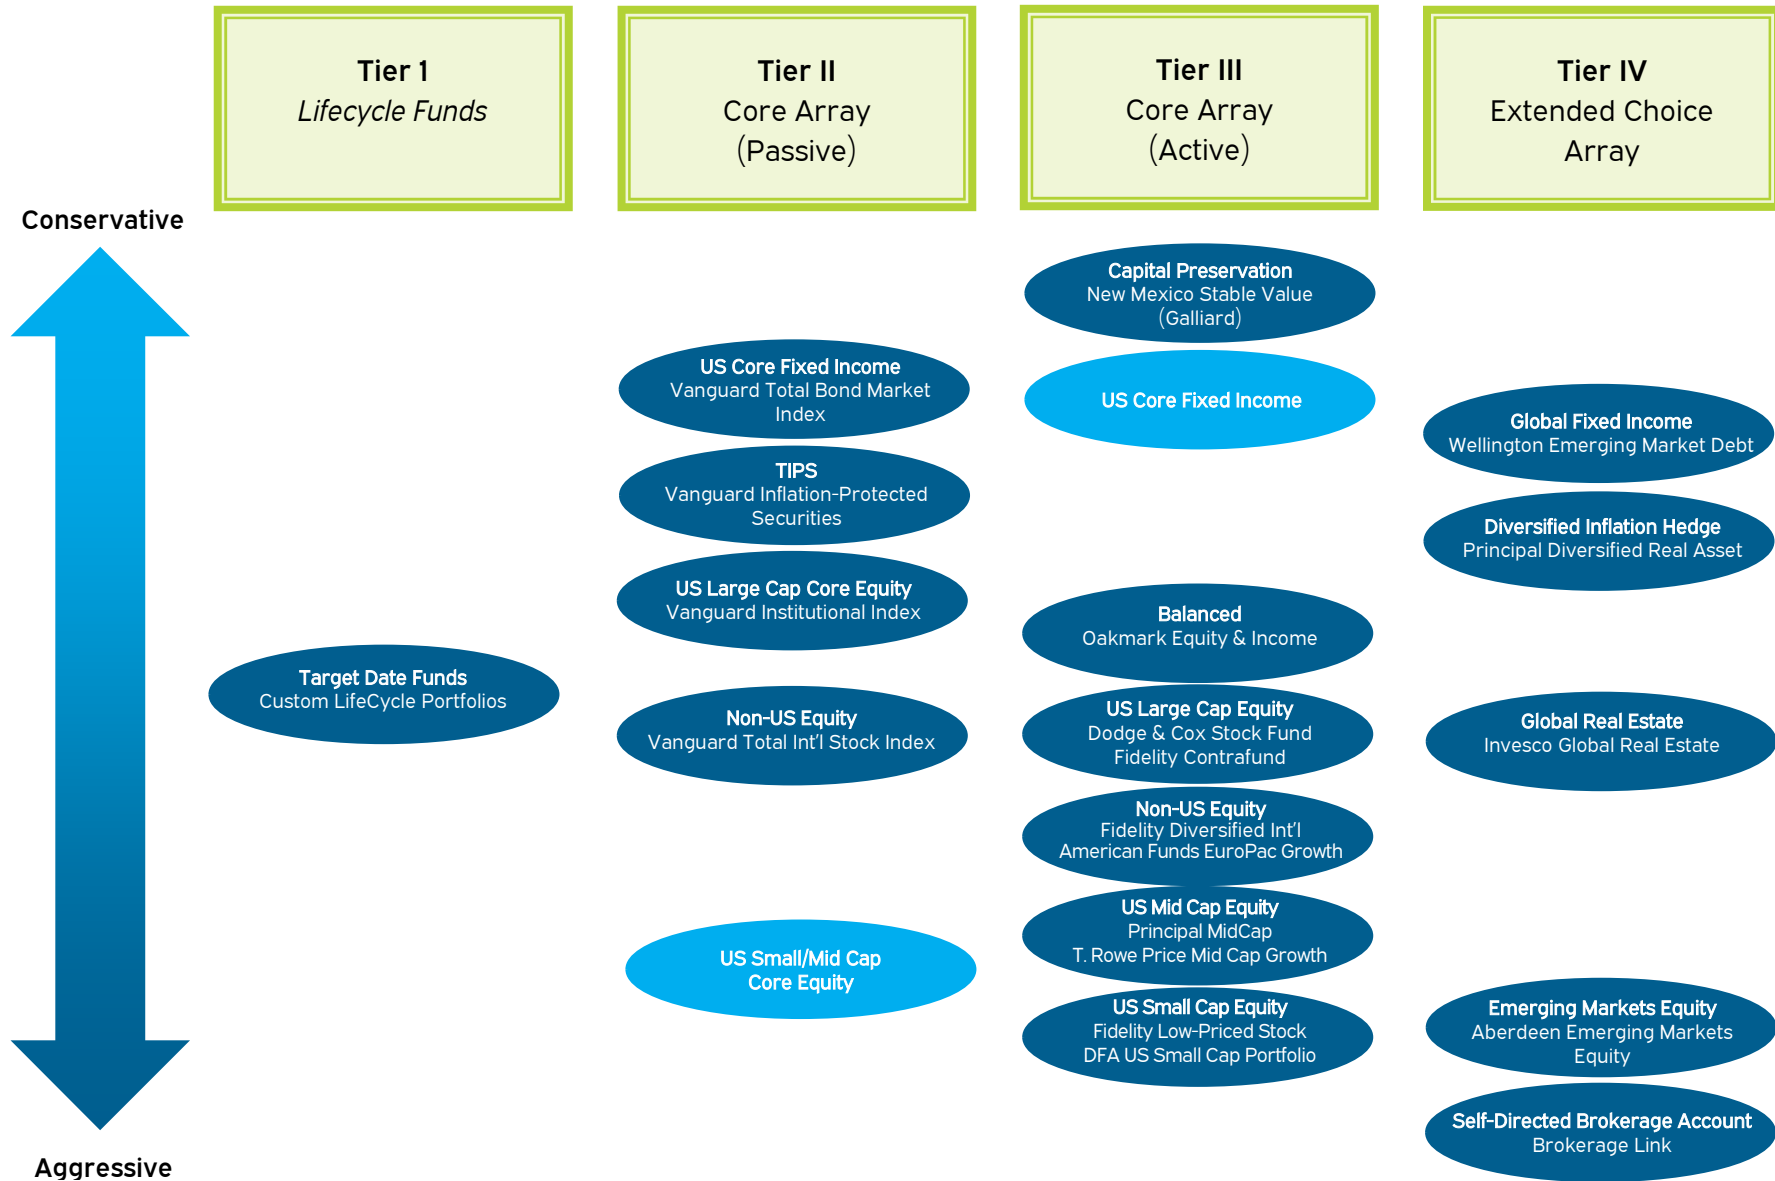 Tier 1
Lifecycle Funds
Tier II
Core Array
(Passive)
Tier III
Core Array
(Active)
Tier IV
Extended Choice
Array
Conservative
Aggressive
Target Date Funds
Custom LifeCycle Portfolios
US Core Fixed Income
Vanguard Total Bond Market
Index
TIPS
Vanguard Inflation-Protected
Securities
US Large Cap Core Equity
Vanguard Institutional Index
Non-US Equity
Vanguard Total Int'l Stock Index
US Small/Mid Cap
Core Equity
Capital Preservation
New Mexico Stable Value
(Galliard)
US Core Fixed Income
Balanced
Oakmark Equity & Income
US Large Cap Equity
Dodge & Cox Stock Fund
Fidelity Contrafund
Non-US Equity
Fidelity Diversified Int'l
American Funds EuroPac Growth
US Mid Cap Equity
Principal MidCap
T. Rowe Price Mid Cap Growth
US Small Cap Equity
Fidelity Low-Priced Stock
DFA US Small Cap Portfolio
Global Fixed Income
Wellington Emerging Market Debt
Diversified Inflation Hedge
Principal Diversified Real Asset
Global Real Estate
Invesco Global Real Estate
Emerging Markets Equity
Aberdeen Emerging Markets
Equity
Self-Directed Brokerage Account
Brokerage Link